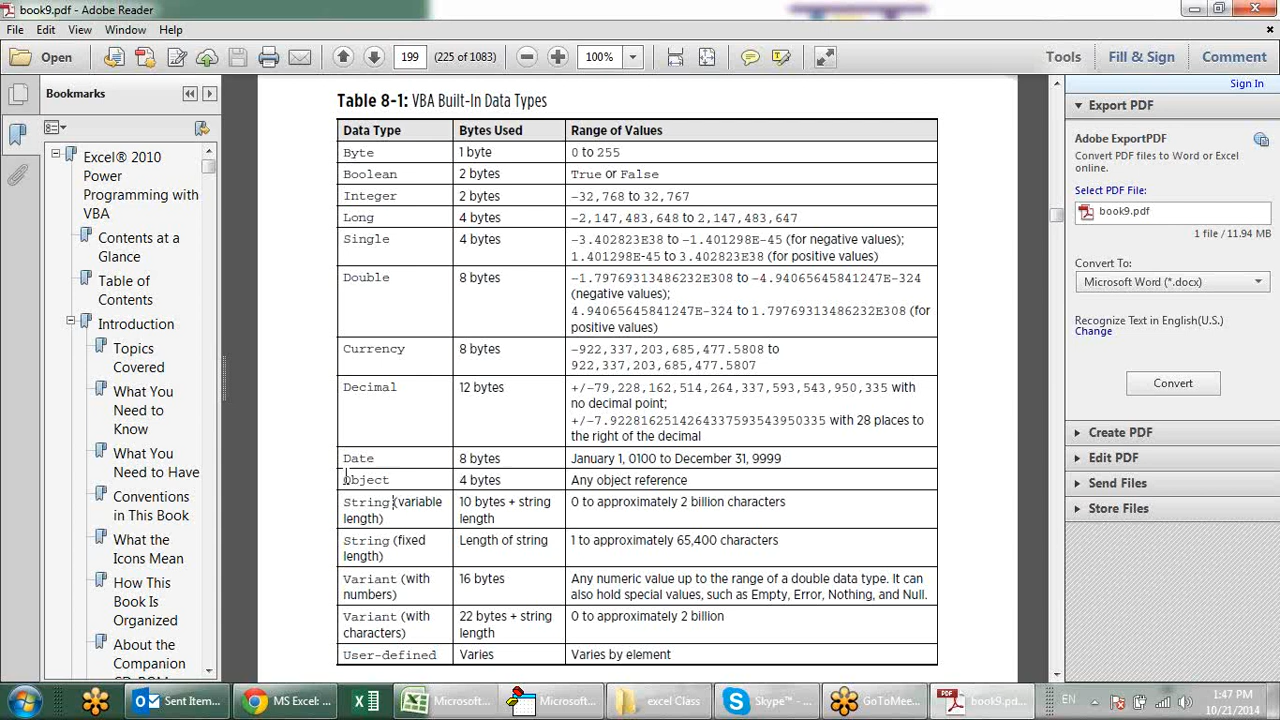 book9.pdf - Adobe Reader
File Edit View Window Help
Open
199 (225 of 1083)
100%
Tools
Fill & Sign
Comment
Bookmarks
Excel® 2010
Power
Programming with
VBA
Contents at a
Glance
Table of
Contents
Introduction
Topics
Covered
What You
Need to
Know
What You
Need to Have
Conventions
in This Book
What the
Icons Mean
How This
Book Is
Organized
About the
Companion
Table 8-1: VBA Built-In Data Types
Data Type Bytes Used Range of Values
Byte 1 byte 0 to 255
Boolean 2 bytes True or False
Integer 2 bytes -32,768 to 32,767
Long 4 bytes -2,147,483,648 to 2,147,483,647
Single 4 bytes -3.402823E38 to -1.401298E-45 (for negative values);
1.401298E-45 to 3.402823E38 (for positive values)
Double 8 bytes -1.79769313486232E308 to -4.94065645841247E-324
(negative values);
4.94065645841247E-324 to 1.79769313486232E308 (for
positive values)
Currency 8 bytes -922,337,203,685,477.5808 to
922,337,203,685,477.5807
Decimal 12 bytes +/-79,228,162,514,264,337,593,543,950,335 with
no decimal point;
+/-7.9228162514264337593543950335 with 28 places to
the right of the decimal
Date 8 bytes January 1, 0100 to December 31, 9999
Object 4 bytes Any object reference
String (variable 10 bytes + string 0 to approximately 2 billion characters
length) length
String (fixed Length of string 1 to approximately 65,400 characters
length)
Variant (with 16 bytes Any numeric value up to the range of a double data type. It can
numbers) also hold special values, such as Empty, Error, Nothing, and Null.
Variant (with 22 bytes + string 0 to approximately 2 billion
characters) length
User-defined Varies Varies by element
Sign In
Export PDF
Adobe ExportPDF
Convert PDF files to Word or Excel
online.
Select PDF File:
book9.pdf
1 file / 11.94 MB
Convert To:
Microsoft Word (*.docx)
Recognize Text in English(U.S.)
Change
Convert
Create PDF
Edit PDF
Send Files
Store Files
Sent Item...
MS Excel: ...
Microsoft...
Microsoft...
excel Class
Skype™ -...
GoToMee...
book9.pd...
EN
1:47 PM
10/21/2014